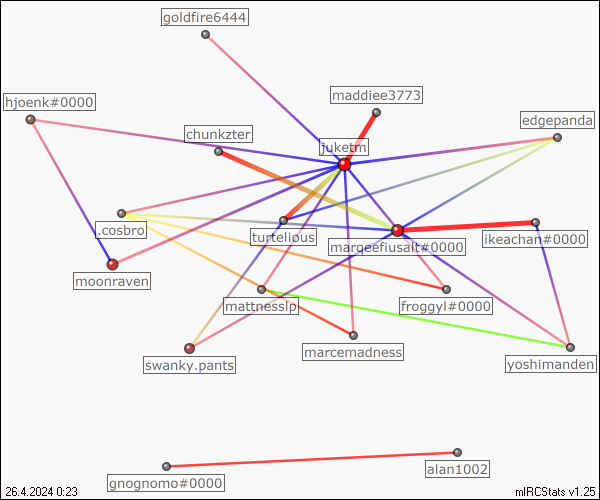 goldfire6444
maddiee3773
hjoenk#0000
edgepanda
chunkzter
juketm
.cosbro
turtelious
margeefiusalt#0000
ikeachan#0000
moonraven
mattnesslp
froggyl#0000
swanky.pants
marcemadness
yoshimanden
alan1002
gnognomo#0000
26.4.2024 0:23
mIRCStats v1.25